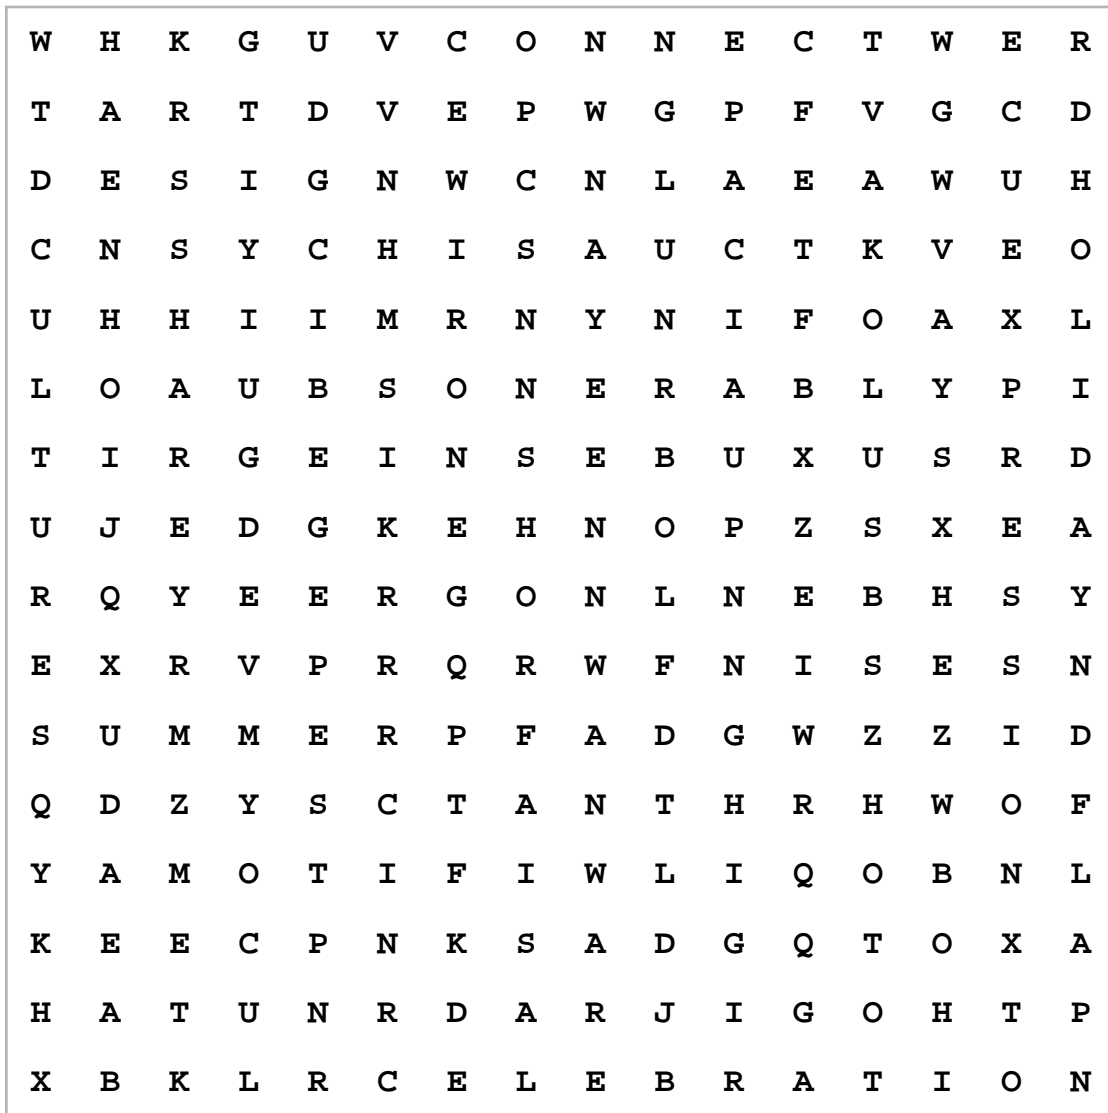 W H K G U V C O N N E C T W E R
T A R T D V E P W G P F V G C D
D E S I G N W C N L A E A W U H
C N S Y C H I S A U C T K V E O
U H H I I M R N Y N I F O A X L
L O A U B S O N E R A B L Y P I
T I R G E I N S E B U X U S R D
U J E D G K E H N O P Z S X E A
R Q Y E E R G O N L N E B H S Y
E X R V P R Q R W F N I S E S N
S U M M E R P F A D G W Z Z I D
Q D Z Y S C T A N T H R H W O F
Y A M O T I F I W L I Q O B N L
K E E C P N K S A D G Q T O X A
H A T U N R D A R J I G O H T P
X B K L R C E L E B R A T I O N